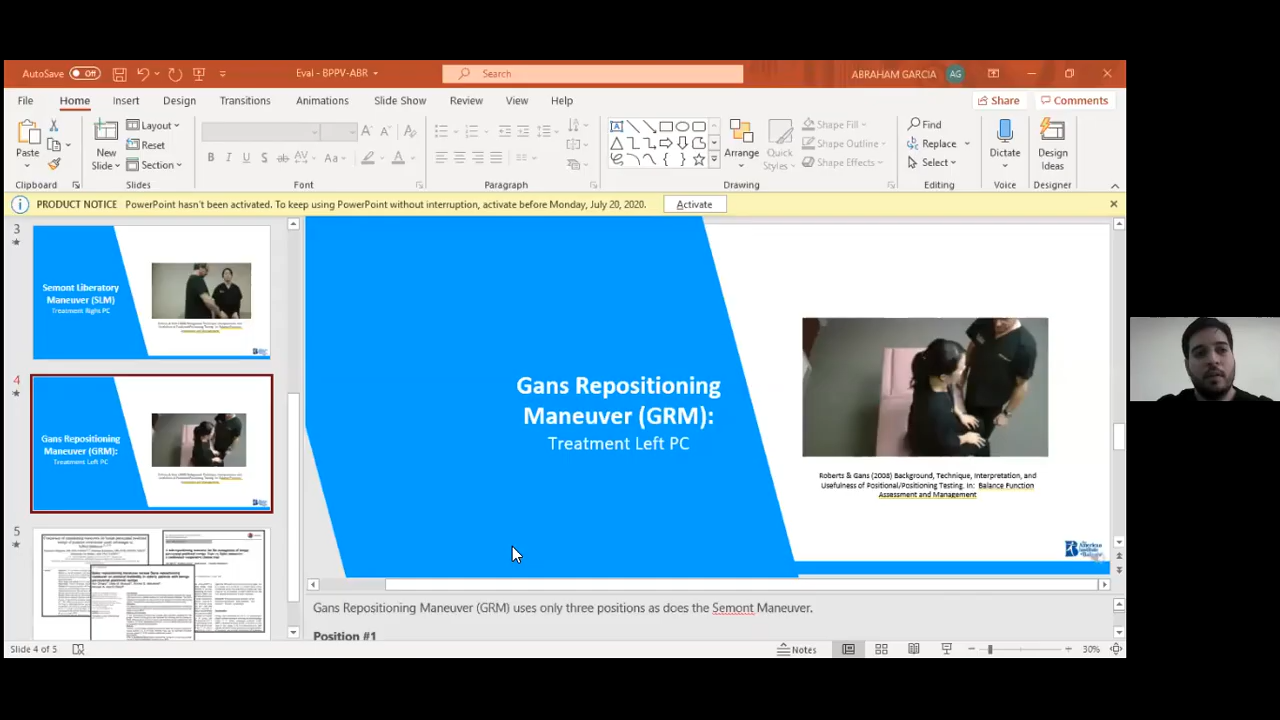 AutoSave Off Eval - BPPV-ABR Search ABRAHAM GARCIA AG
File Home Insert Design Transitions Animations Slide Show Review View Help Share Comments
Paste
New
Slide
Layout
Reset
Section
B I U S ab AV Aa A
Arrange
Quick
Styles
Shape Fill
Shape Outline
Shape Effects
Find
Replace
Select
Dictate
Design
Ideas
Clipboard Slides Font Paragraph Drawing Editing Voice Designer
PRODUCT NOTICE PowerPoint hasn't been activated. To keep using PowerPoint without interruption, activate before Monday, July 20, 2020. Activate
3
Semont Liberatory
Maneuver (SLM)
Treatment Right PC
4
Gans Repositioning
Maneuver (GRM):
Treatment Left PC
5
Gans Repositioning
Maneuver (GRM):
Treatment Left PC
Roberts & Gans (2008) Background, Technique, Interpretation, and
Usefulness of Positional/Positioning Testing. In: Balance Function
Assessment and Management
American
Institute of
Balance
Gans Repositioning Maneuver (GRM) uses only three positions as does the Semont Maneuver.
Position #1
Slide 4 of 5 Notes 30%